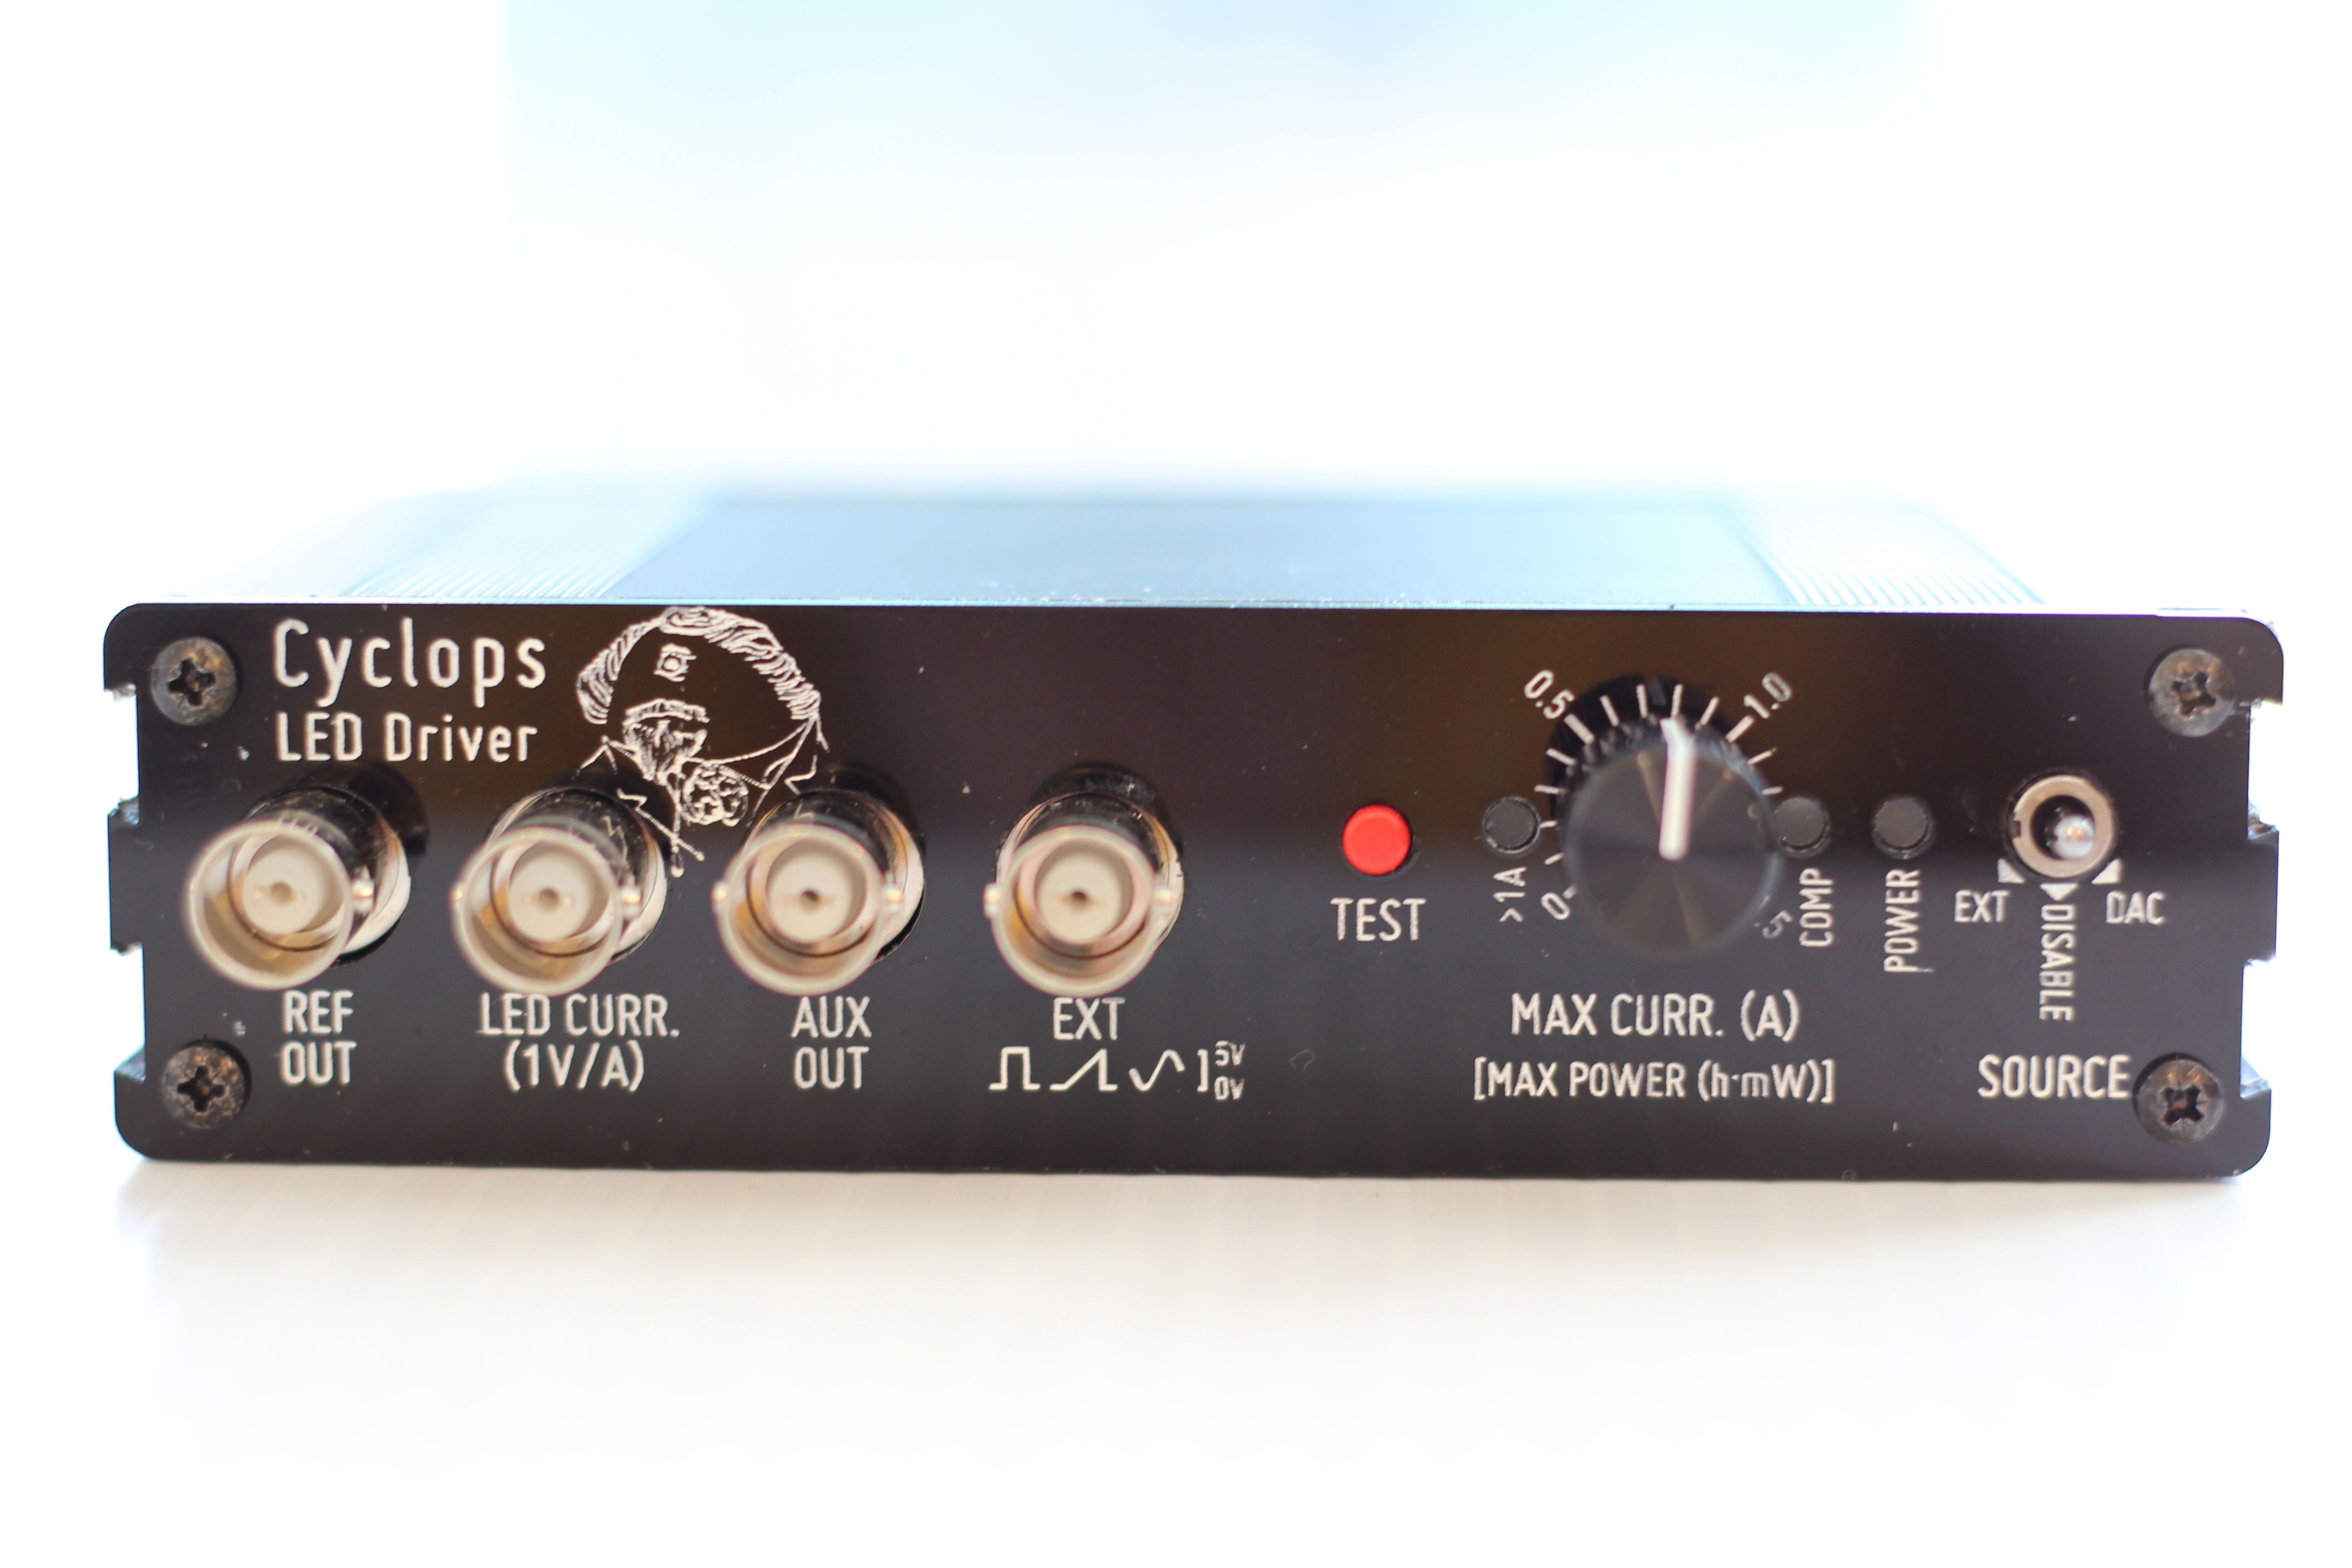 Cyclops
LED Driver
REF
OUT
LED CURR.
(1V/A)
AUX
OUT
EXT
5V
0V
TEST
>1A
0
0.5
1.0
5
MAX CURR. (A)
[MAX POWER (h·mW)]
COMP
POWER
EXT
DISABLE
DAC
SOURCE